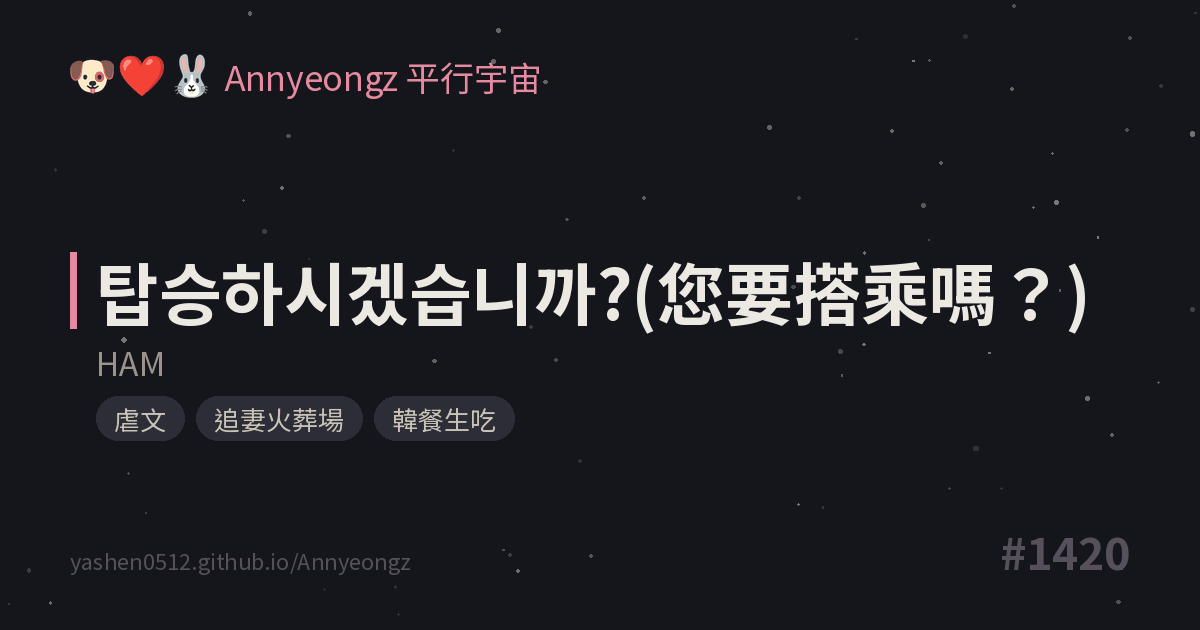 🐶❤️🐰 Annyeongz 平行宇宙
탑승하시겠습니까?(您要搭乘嗎？)
HAM
虐文 追妻火葬場 韓餐生吃
yashen0512.github.io/Annyeongz #1420